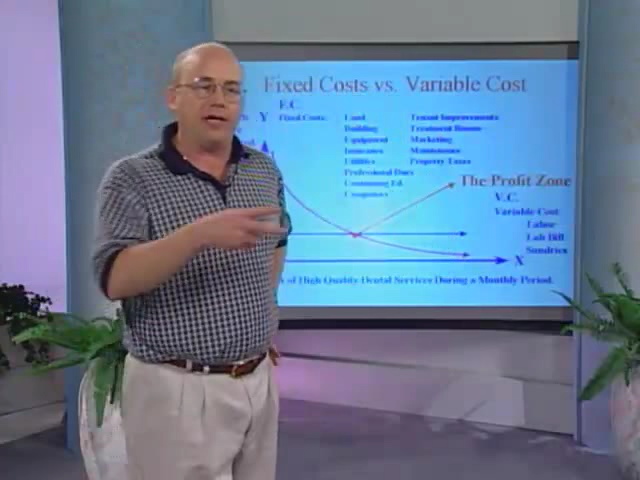 Fixed Costs vs. Variable Cost
F.C.
Y Fixed Costs: Land Tenant Improvements
Building Treatment Rooms
Equipment Marketing
Insurance Maintenance
Utilities Property Taxes
Professional Dues
Continuing Ed.
Computers
The Profit Zone
V.C.
Variable Cost
Labor
Lab Bill
Sundries
X
of High Quality Dental Services During a Monthly Period.